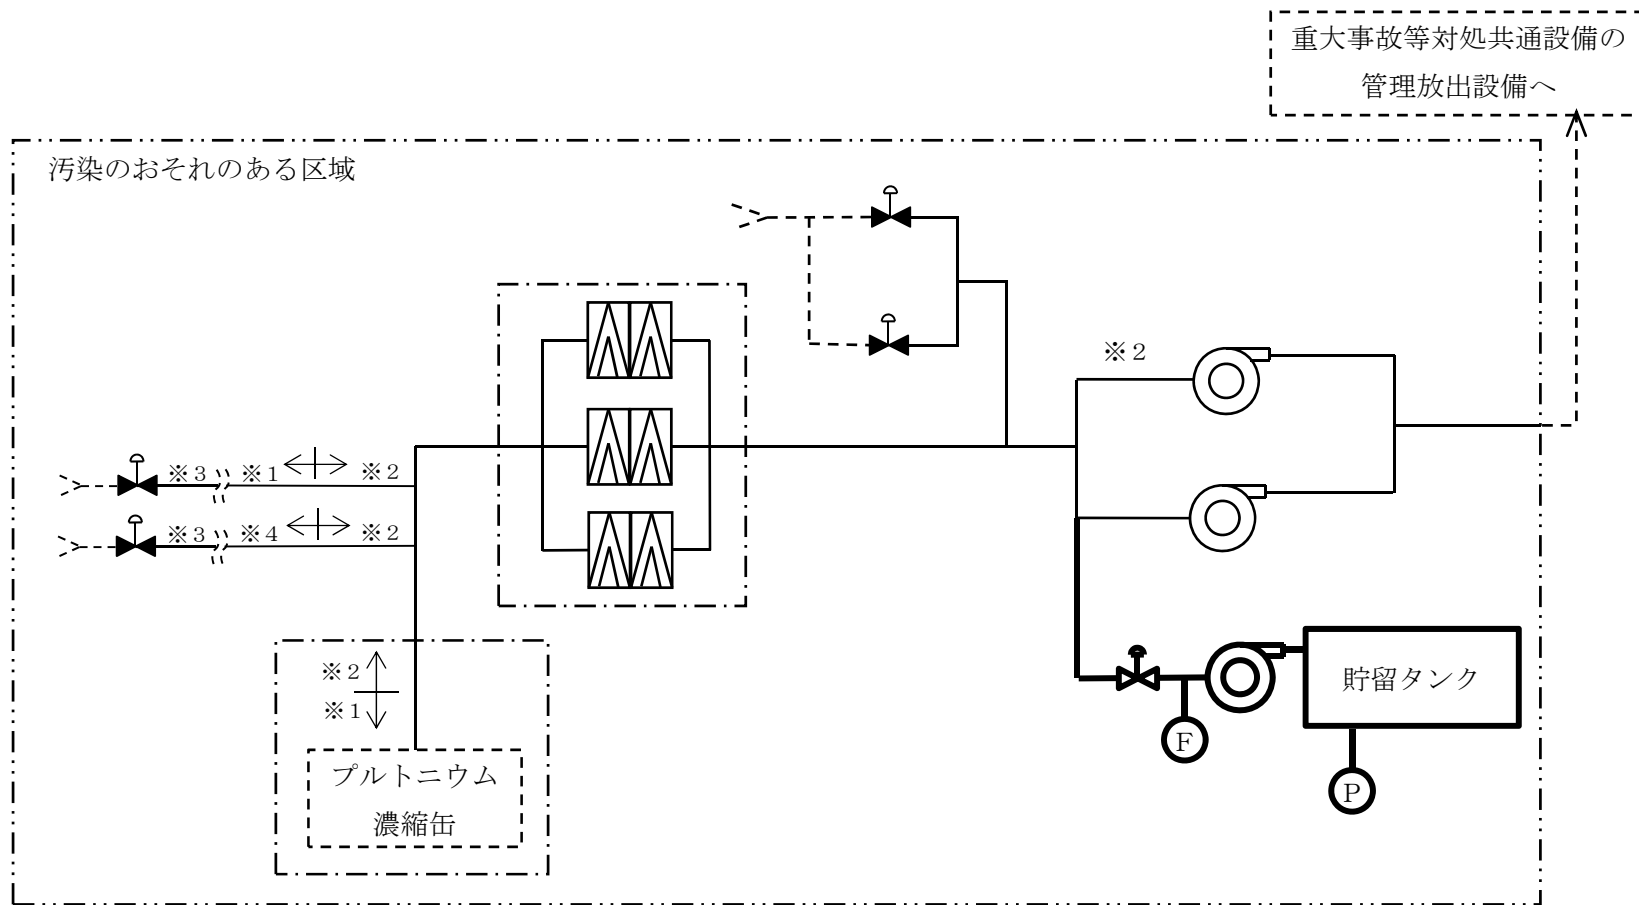 重大事故等対処共通設備の
管理放出設備へ
汚染のおそれのある区域
※2
※3 ※1 ※2
※3 ※4 ※2
※2
※1
プルトニウム
濃縮缶
貯留タンク
F
P